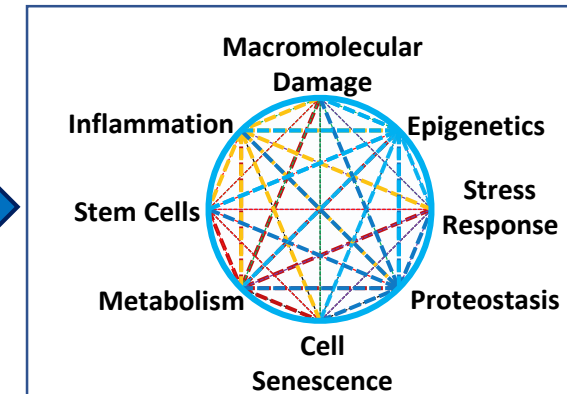 Macromolecular
Damage
Inflammation
Epigenetics
Stem Cells
Stress
Response
Metabolism
Proteostasis
Cell
Senescence